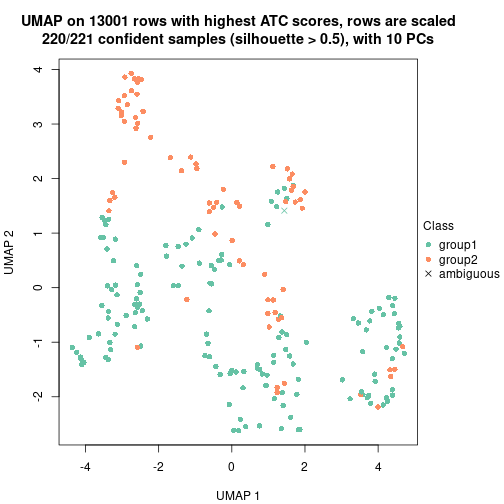 UMAP on 13001 rows with highest ATC scores, rows are scaled
220/221 confident samples (silhouette > 0.5), with 10 PCs
4
3
2
1
0
-1
-2
UMAP 2
-4
-2
0
2
4
UMAP 1
Class
group1
group2
ambiguous